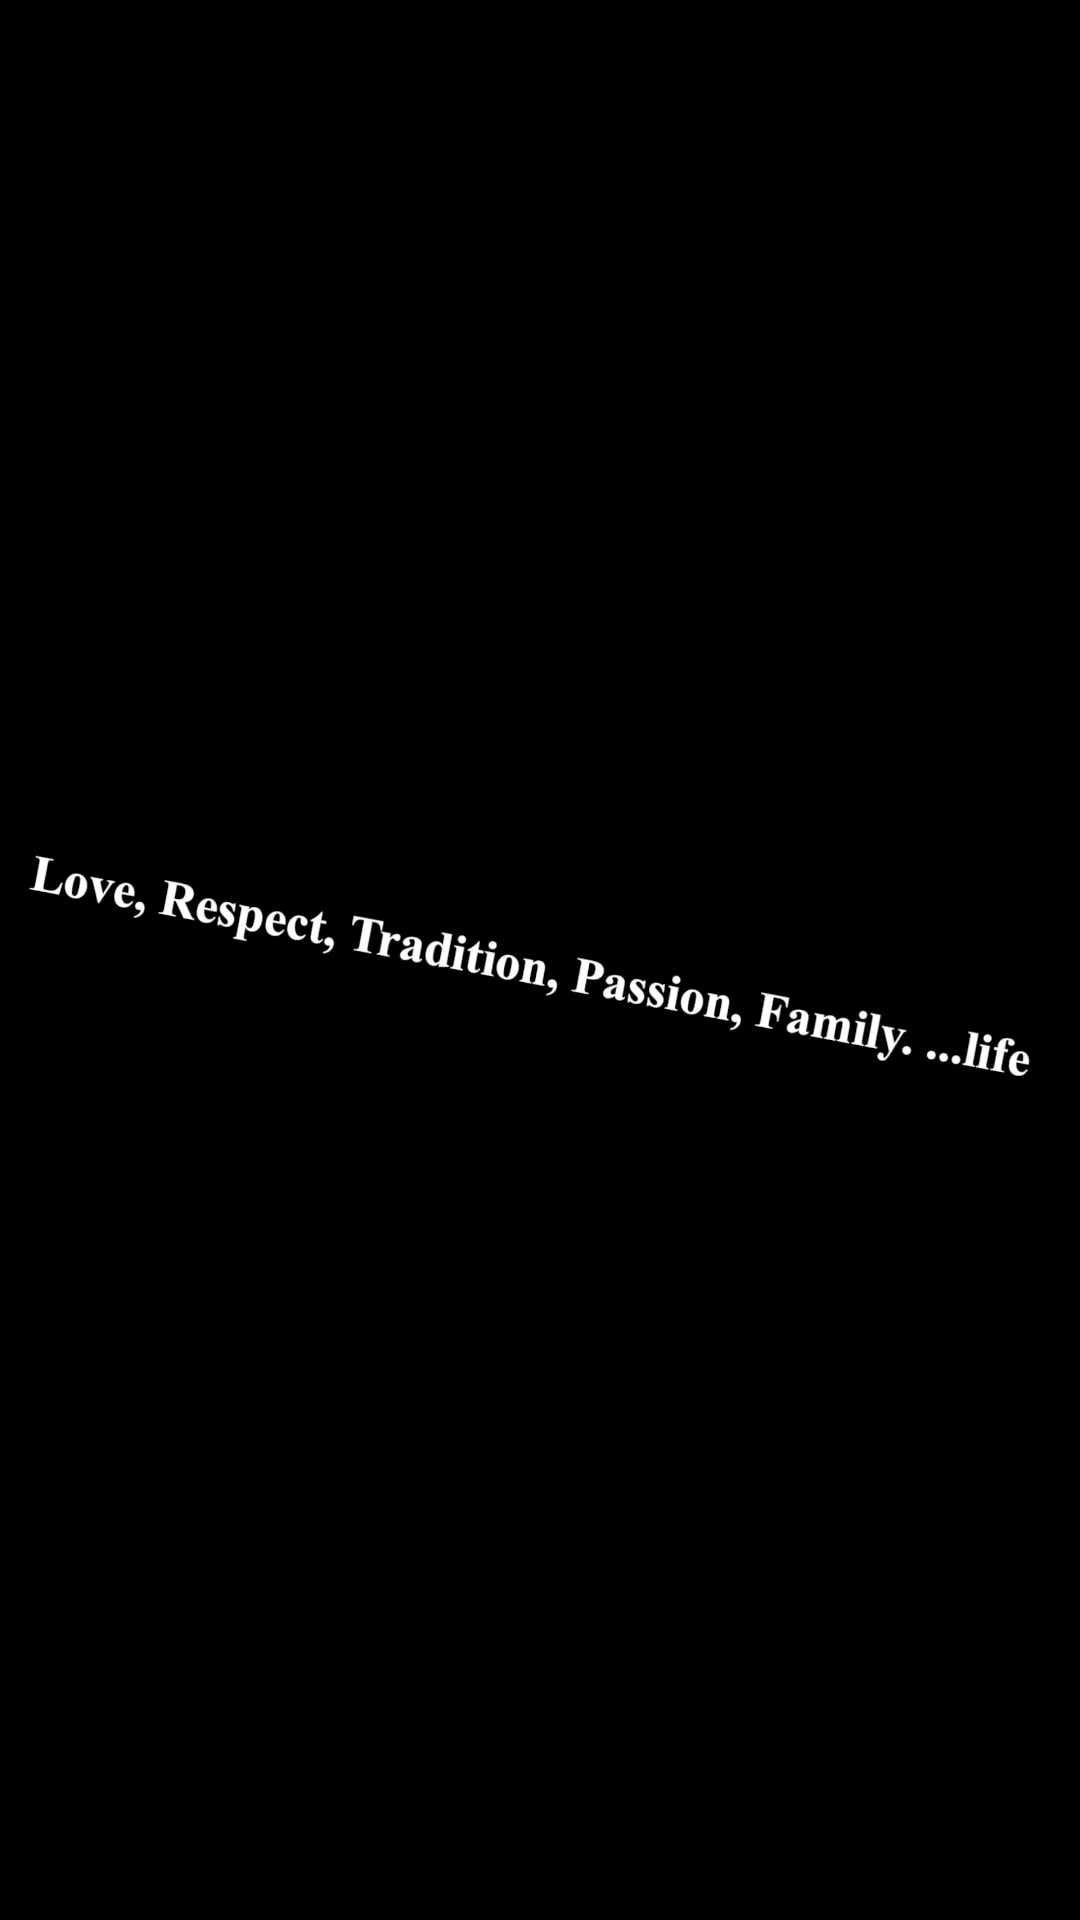 Love, Respect, Tradition, Passion, Family. ...life